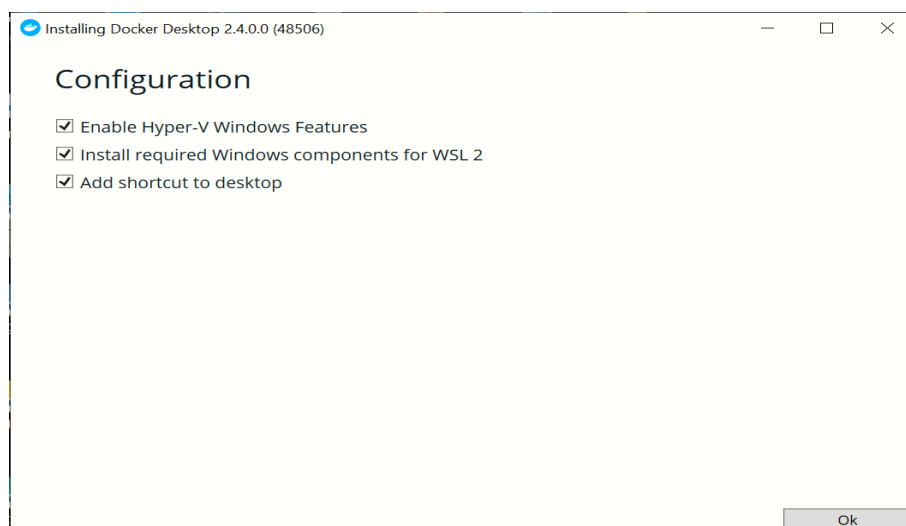 Installing Docker Desktop 2.4.0.0 (48506)
Configuration
Enable Hyper-V Windows Features
Install required Windows components for WSL 2
Add shortcut to desktop
Ok